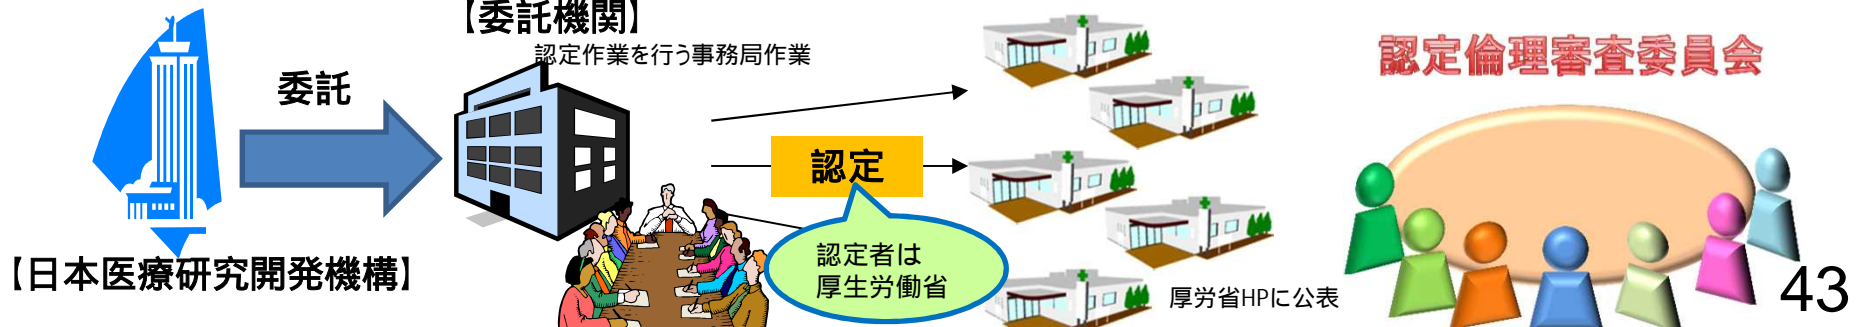 【委託機関】
認定作業を行う事務局作業
委託
認定
認定者は
厚生労働省
【日本医療研究開発機構】
厚労省HPに公表
認定倫理審査委員会
43